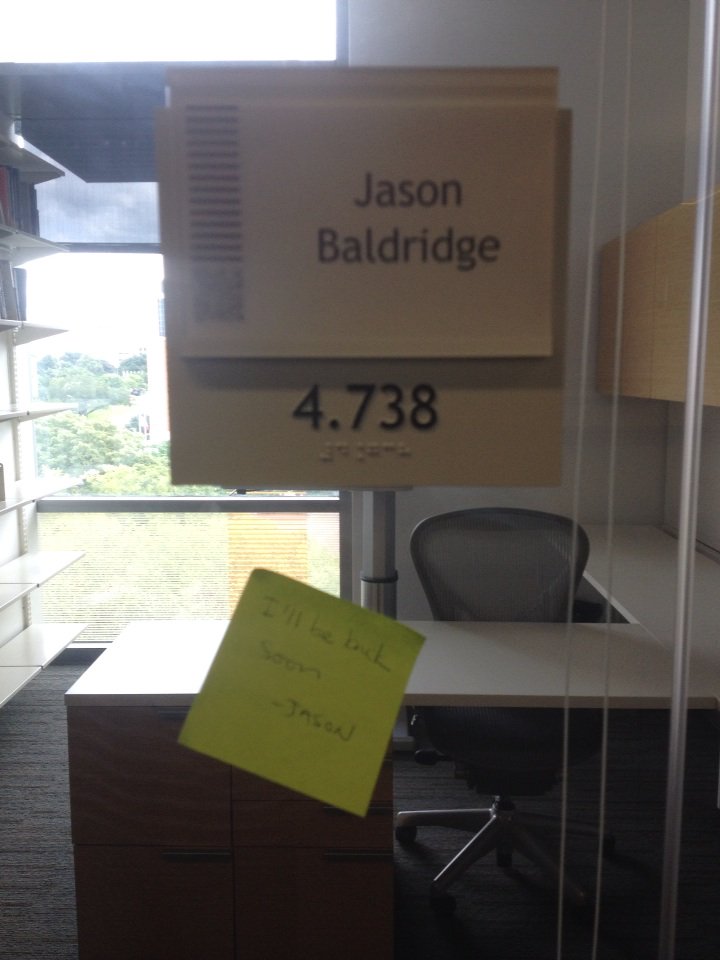 Jason
Baldridge
4.738
I'll be back
soon
-JASON